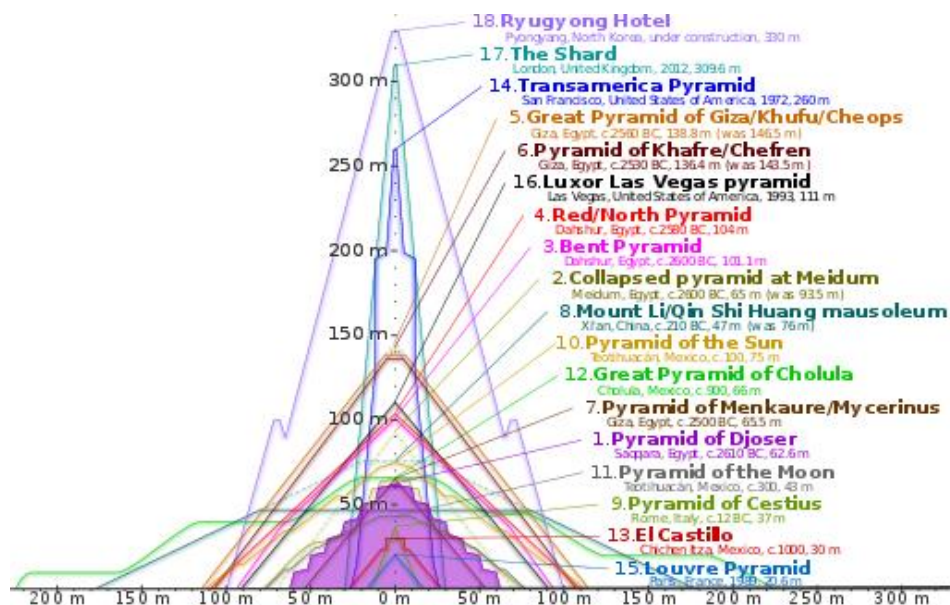 18.Ryugyong Hotel
Pyongyang, North Korea, under construction, 330 m
17.The Shard
London, United Kingdom, 2012, 309.6 m
300 m
14.Transamerica Pyramid
San Francisco, United States of America, 1972, 260 m
5.Great Pyramid of Giza/Khufu/Cheops
Giza, Egypt, c.2560 BC, 138.8 m (was 146.5 m)
6.Pyramid of Khafre/Chefren
Giza, Egypt, c.2530 BC, 136.4 m (was 143.5 m)
250 m
16.Luxor Las Vegas pyramid
Las Vegas, United States of America, 1993, 111 m
4.Red/North Pyramid
Dahshur, Egypt, c.2580 BC, 104 m
3.Bent Pyramid
Dahshur, Egypt, c.2600 BC, 101.1 m
200 m
2.Collapsed pyramid at Meidum
Meidum, Egypt, c.2600 BC, 65 m (was 93.5 m)
8.Mount Li/Qin Shi Huang mausoleum
Xi'an, China, c.210 BC, 47 m (was 76 m)
150 m
10.Pyramid of the Sun
Teotihuacán, Mexico, c.100, 75 m
12.Great Pyramid of Cholula
Cholula, Mexico, c.900, 66 m
7.Pyramid of Menkaure/Mycerinus
Giza, Egypt, c.2500 BC, 65.5 m
100 m
1.Pyramid of Djoser
Saqqara, Egypt, c.2610 BC, 62.6 m
11.Pyramid of the Moon
Teotihuacán, Mexico, c.300, 43 m
50 m
9.Pyramid of Cestius
Rome, Italy, c.12 BC, 37 m
13.El Castillo
Chichen Itza, Mexico, c.1000, 30 m
15.Louvre Pyramid
Paris, France, 1989, 20.6 m
200 m 150 m 100 m 50 m 0 m 50 m 100 m 150 m 200 m 250 m 300 m